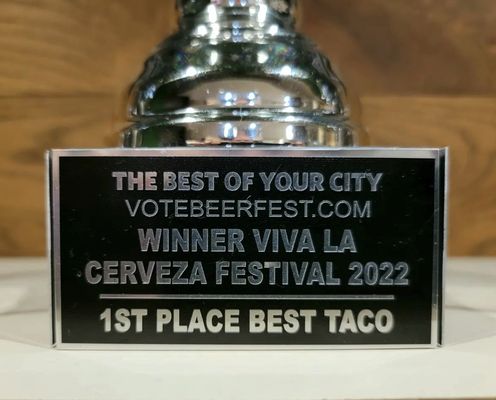 THE BEST OF YOUR CITY
VOTEBEERFEST.COM
WINNER VIVA LA
CERVEZA FESTIVAL 2022
1ST PLACE BEST TACO